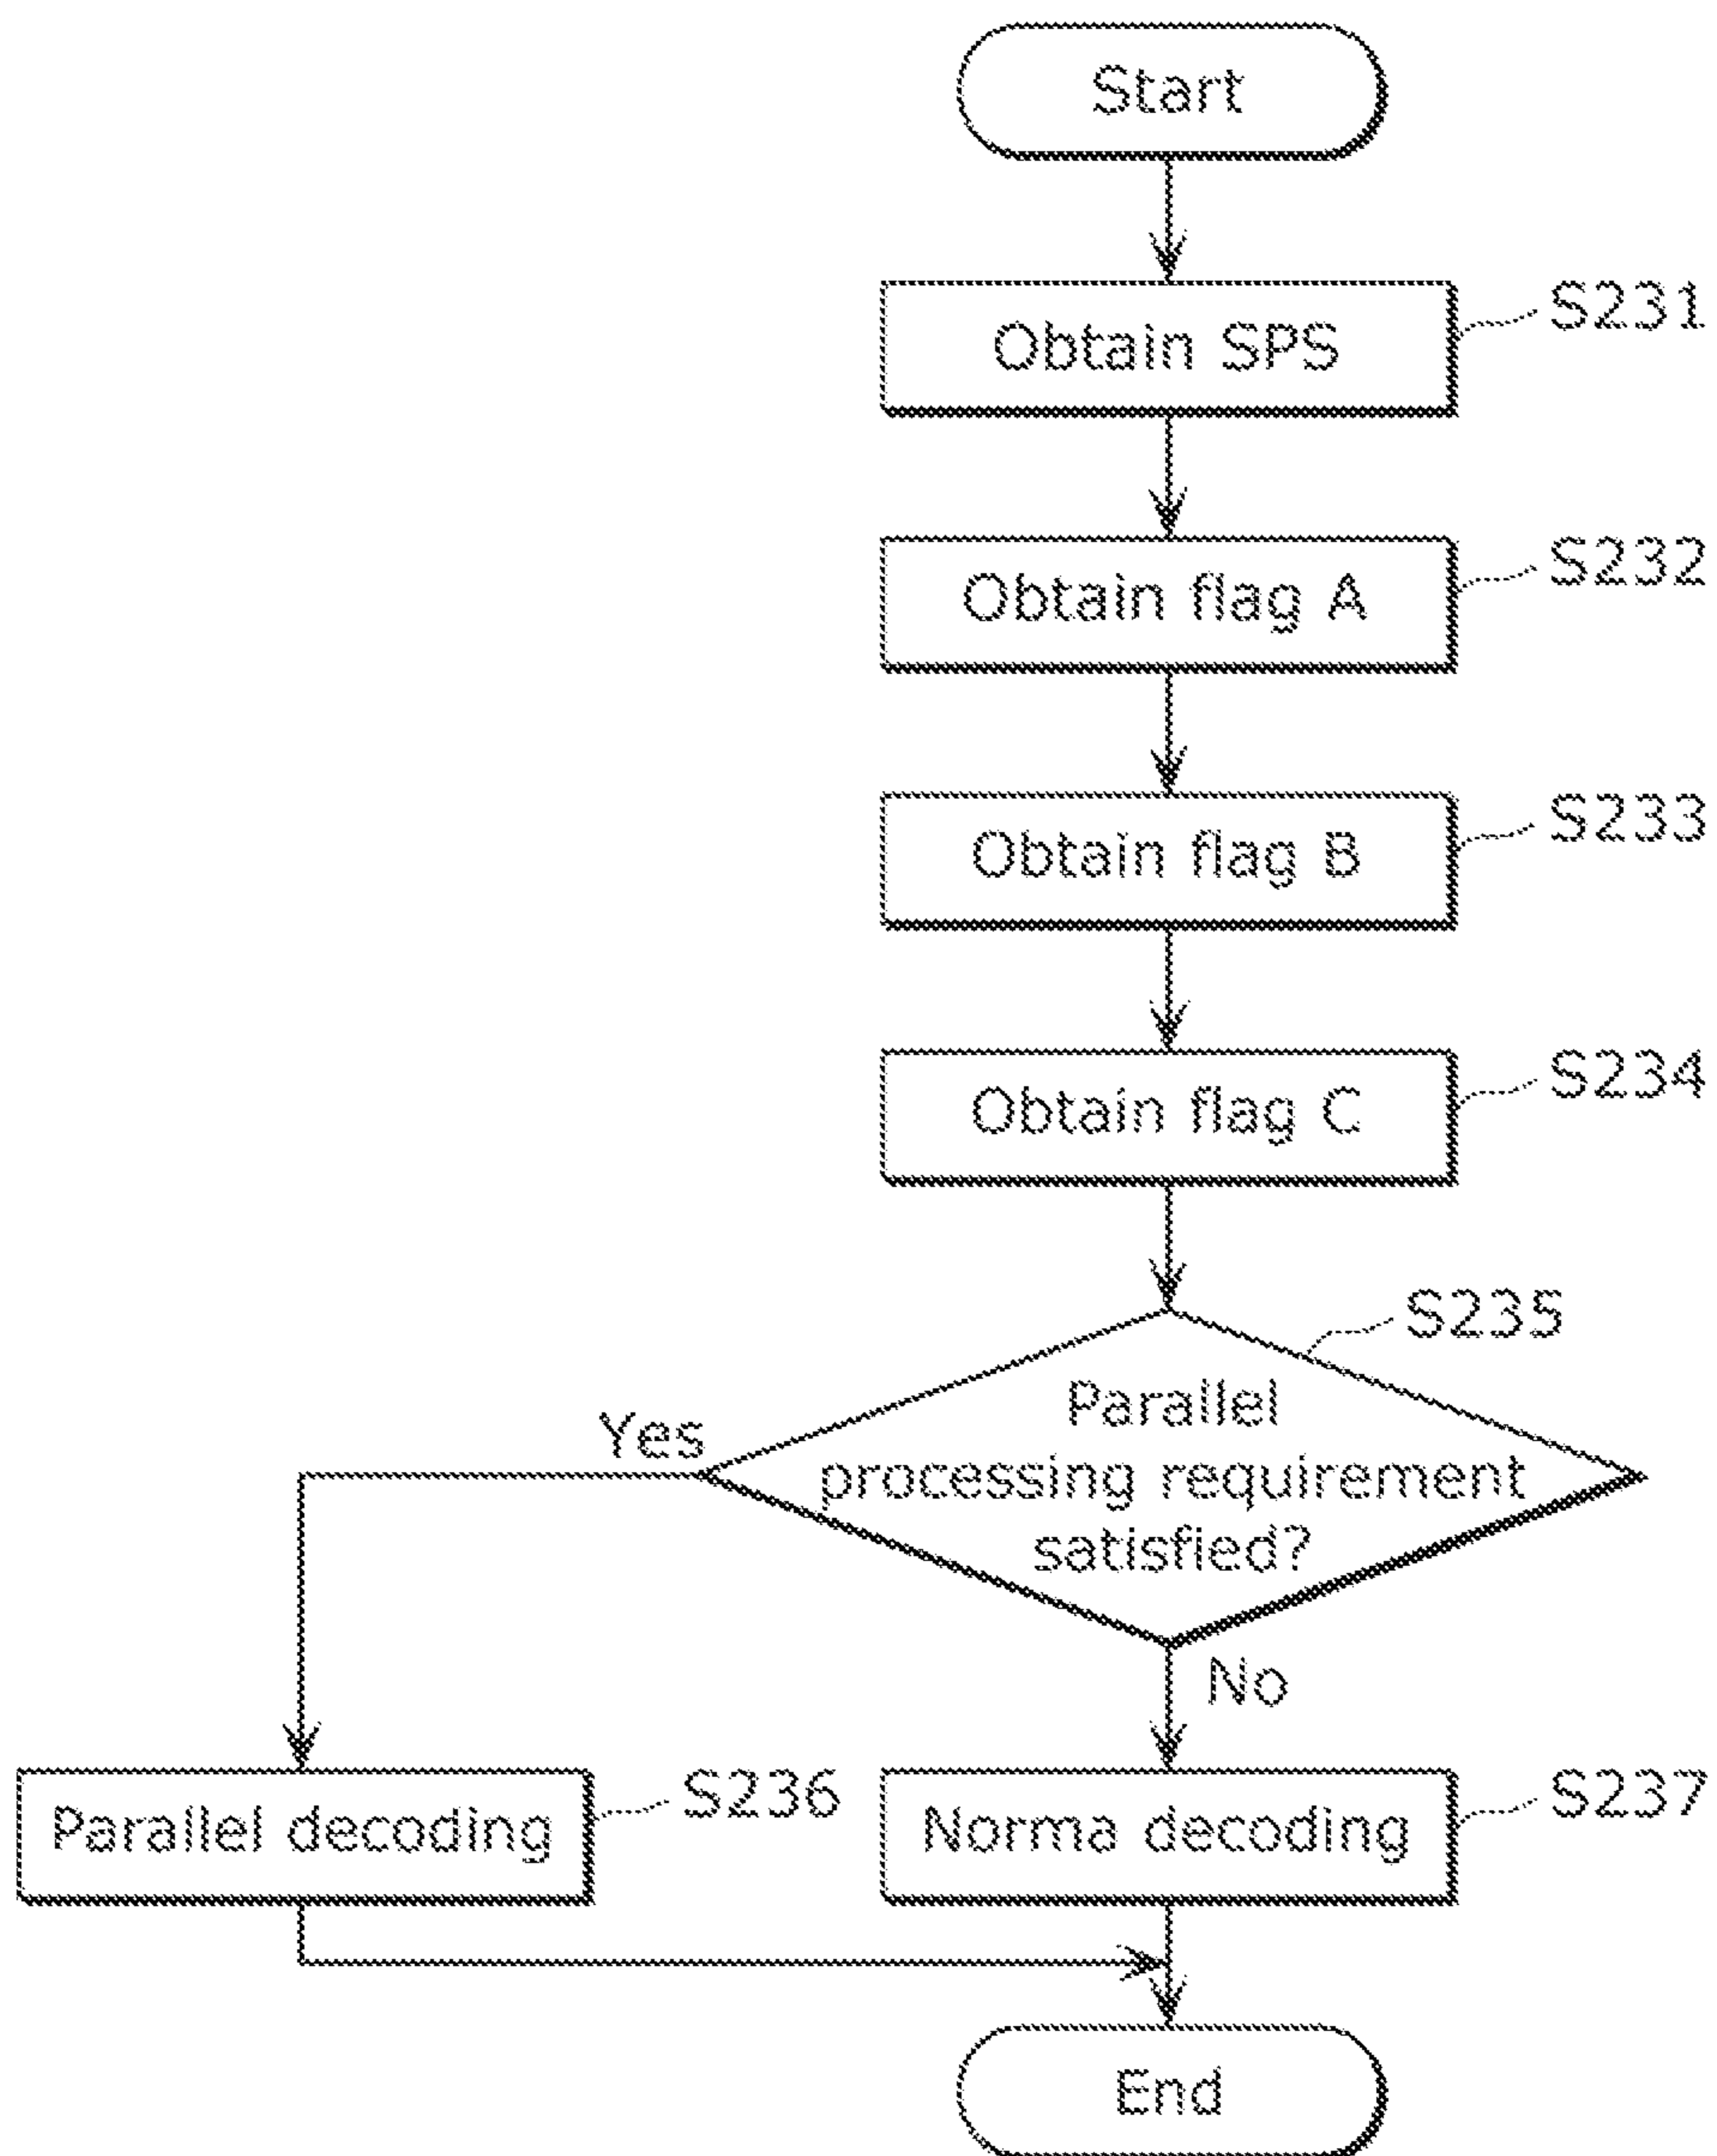 Start
Obtain SPS
S231
Obtain flag A
S232
Obtain flag B
S233
Obtain flag C
S234
S235
Parallel
processing requirement
satisfied?
Yes
No
Parallel decoding
S236
Norma decoding
S237
End